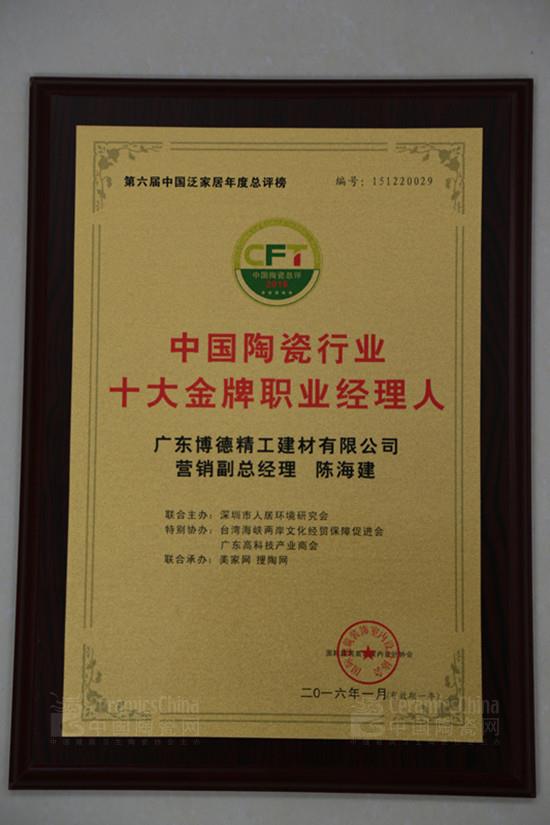 第六届中国泛家居年度总评榜 编号：151220029
CFT
中国陶瓷总评
2016
中国陶瓷行业
十大金牌职业经理人
广东博德精工建材有限公司
营销副总经理 陈海建
联合主办：深圳市人居环境研究会
特别协办：台湾海峡两岸文化经贸保障促进会
广东高科技产业商会
联合承办：美家网 搜陶网
二〇一六年一月(有效期一年)
CeramicsChina CeramicsChina
中国陶瓷网 中国陶瓷网